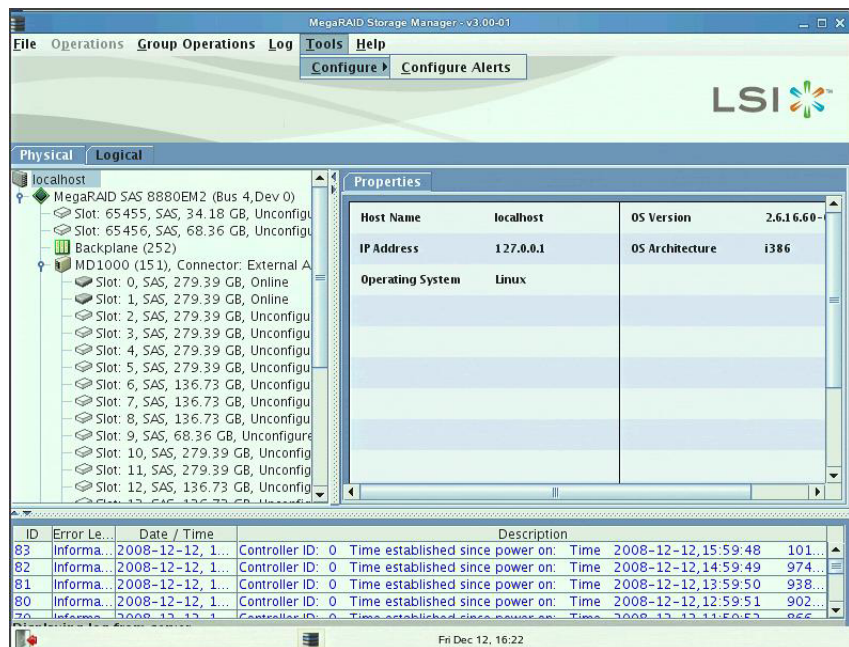 MegaRAID Storage Manager - v3.00-01
File Operations Group Operations Log Tools Help
Configure Configure Alerts
LSI
Physical Logical
localhost
MegaRAID SAS 8880EM2 (Bus 4,Dev 0)
Slot: 65455, SAS, 34.18 GB, Unconfigu
Slot: 65456, SAS, 68.36 GB, Unconfigu
Backplane (252)
MD1000 (151), Connector: External A
Slot: 0, SAS, 279.39 GB, Online
Slot: 1, SAS, 279.39 GB, Online
Slot: 2, SAS, 279.39 GB, Unconfigu
Slot: 3, SAS, 279.39 GB, Unconfigu
Slot: 4, SAS, 279.39 GB, Unconfigu
Slot: 5, SAS, 279.39 GB, Unconfigu
Slot: 6, SAS, 136.73 GB, Unconfigu
Slot: 7, SAS, 136.73 GB, Unconfigu
Slot: 8, SAS, 136.73 GB, Unconfigu
Slot: 9, SAS, 68.36 GB, Unconfigure
Slot: 10, SAS, 279.39 GB, Unconfig
Slot: 11, SAS, 279.39 GB, Unconfig
Slot: 12, SAS, 136.73 GB, Unconfig
Properties
Host Name localhost OS Version 2.6.16.60-
IP Address 127.0.0.1 OS Architecture i386
Operating System Linux
ID Error Le... Date / Time Description
83 Informa... 2008-12-12, 1... Controller ID: 0 Time established since power on: Time 2008-12-12,15:59:48 101...
82 Informa... 2008-12-12, 1... Controller ID: 0 Time established since power on: Time 2008-12-12,14:59:49 974...
81 Informa... 2008-12-12, 1... Controller ID: 0 Time established since power on: Time 2008-12-12,13:59:50 938...
80 Informa... 2008-12-12, 1... Controller ID: 0 Time established since power on: Time 2008-12-12,12:59:51 902...
Fri Dec 12, 16:22